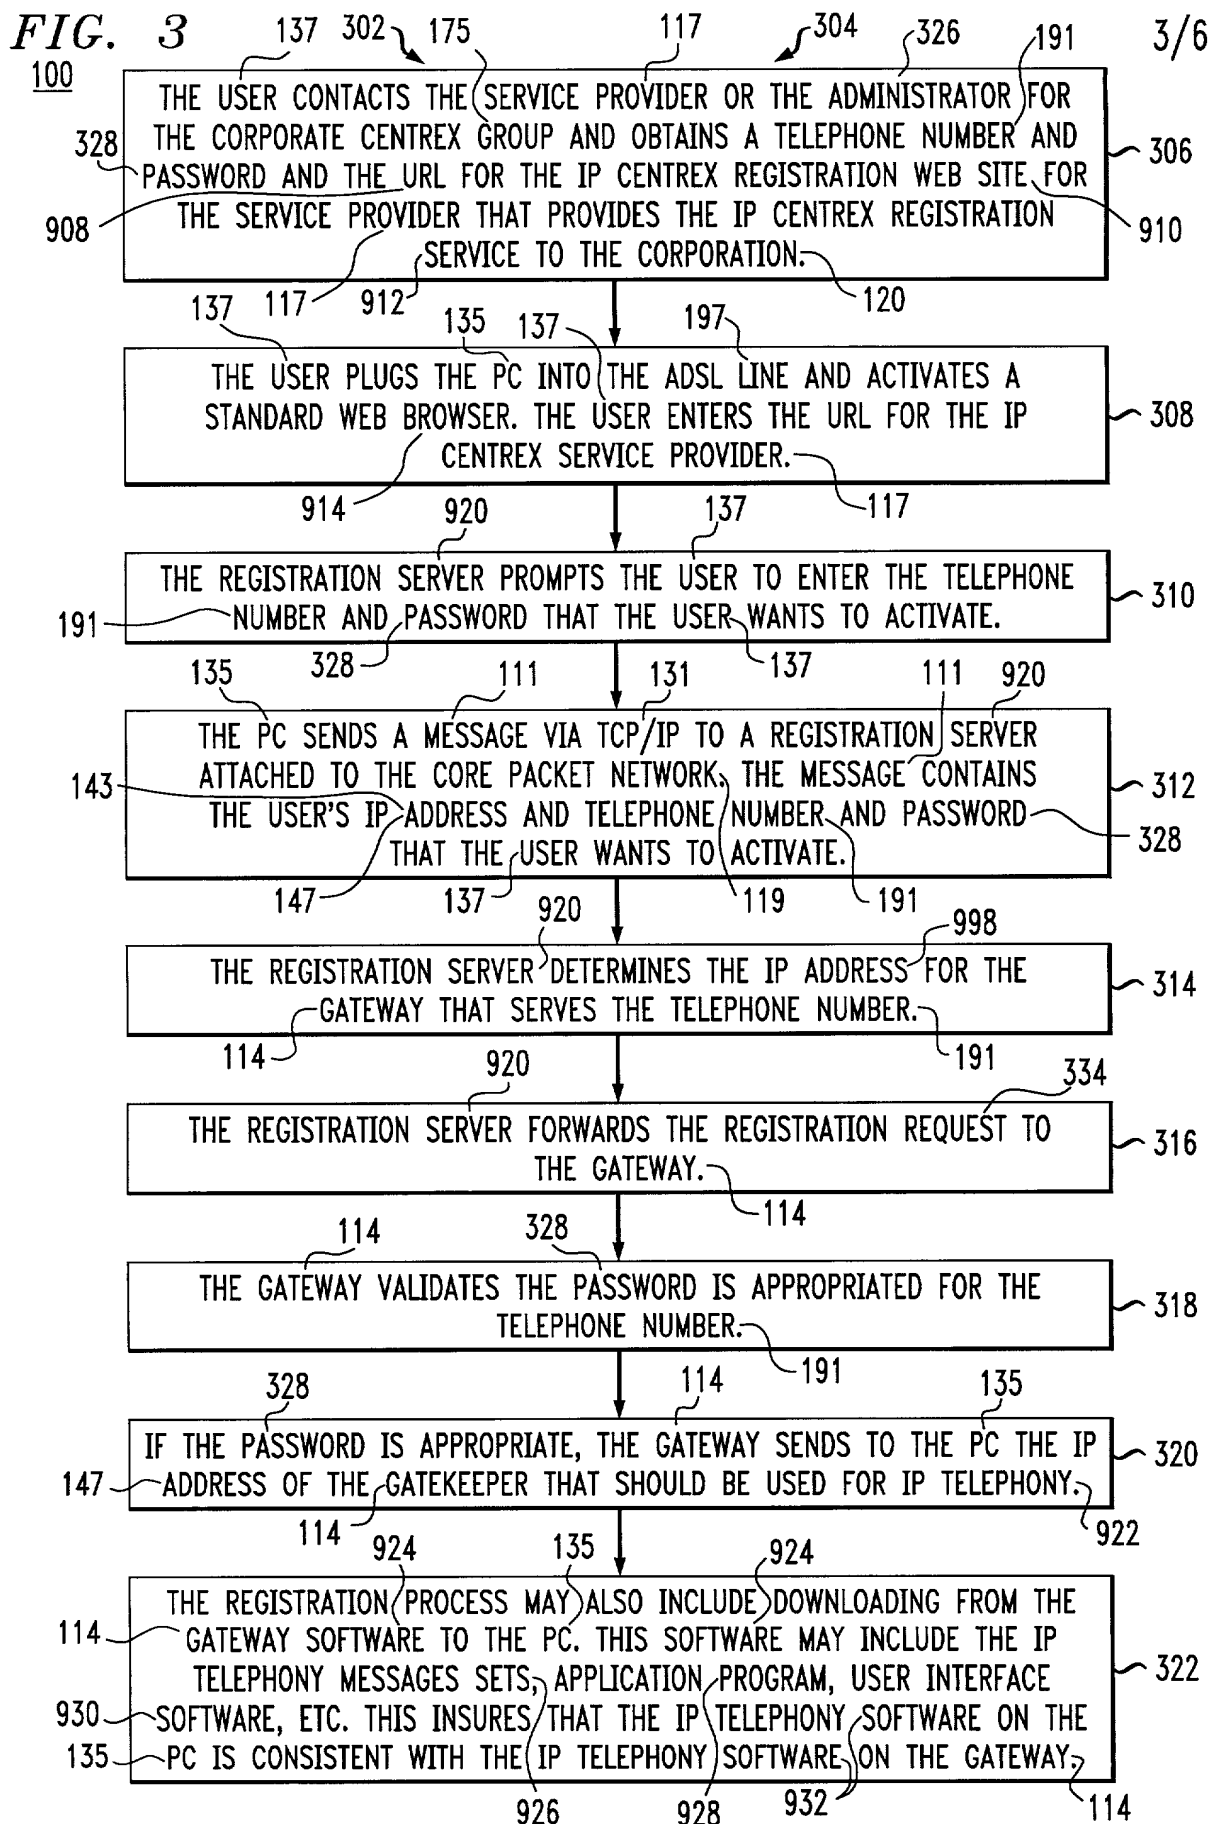 FIG. 3
3/6
100
137 302 175 117 304 326 191
THE USER CONTACTS THE SERVICE PROVIDER OR THE ADMINISTRATOR FOR
THE CORPORATE CENTREX GROUP AND OBTAINS A TELEPHONE NUMBER AND
328 306
PASSWORD AND THE URL FOR THE IP CENTREX REGISTRATION WEB SITE FOR
THE SERVICE PROVIDER THAT PROVIDES THE IP CENTREX REGISTRATION
908 910
SERVICE TO THE CORPORATION.
117 912 120
137 135 137 197
THE USER PLUGS THE PC INTO THE ADSL LINE AND ACTIVATES A
STANDARD WEB BROWSER. THE USER ENTERS THE URL FOR THE IP
308
CENTREX SERVICE PROVIDER.
914 117
920 137
THE REGISTRATION SERVER PROMPTS THE USER TO ENTER THE TELEPHONE
310
NUMBER AND PASSWORD THAT THE USER WANTS TO ACTIVATE.
191 328 137
135 111 131 111 920
THE PC SENDS A MESSAGE VIA TCP/IP TO A REGISTRATION SERVER
ATTACHED TO THE CORE PACKET NETWORK. THE MESSAGE CONTAINS
143 312
THE USER'S IP ADDRESS AND TELEPHONE NUMBER AND PASSWORD
328
THAT THE USER WANTS TO ACTIVATE.
147 137 119 191
920 998
THE REGISTRATION SERVER DETERMINES THE IP ADDRESS FOR THE
314
GATEWAY THAT SERVES THE TELEPHONE NUMBER.
114 191
920 334
THE REGISTRATION SERVER FORWARDS THE REGISTRATION REQUEST TO
316
THE GATEWAY.
114
114 328
THE GATEWAY VALIDATES THE PASSWORD IS APPROPRIATED FOR THE
318
TELEPHONE NUMBER.
191
328 114 135
IF THE PASSWORD IS APPROPRIATE, THE GATEWAY SENDS TO THE PC THE IP
320
147 ADDRESS OF THE GATEKEEPER THAT SHOULD BE USED FOR IP TELEPHONY.
114 922
924 135 924
THE REGISTRATION PROCESS MAY ALSO INCLUDE DOWNLOADING FROM THE
114 GATEWAY SOFTWARE TO THE PC. THIS SOFTWARE MAY INCLUDE THE IP
TELEPHONY MESSAGES SETS, APPLICATION PROGRAM, USER INTERFACE
322
930 SOFTWARE, ETC. THIS INSURES THAT THE IP TELEPHONY SOFTWARE ON THE
135 PC IS CONSISTENT WITH THE IP TELEPHONY SOFTWARE ON THE GATEWAY.
926 928 932 114